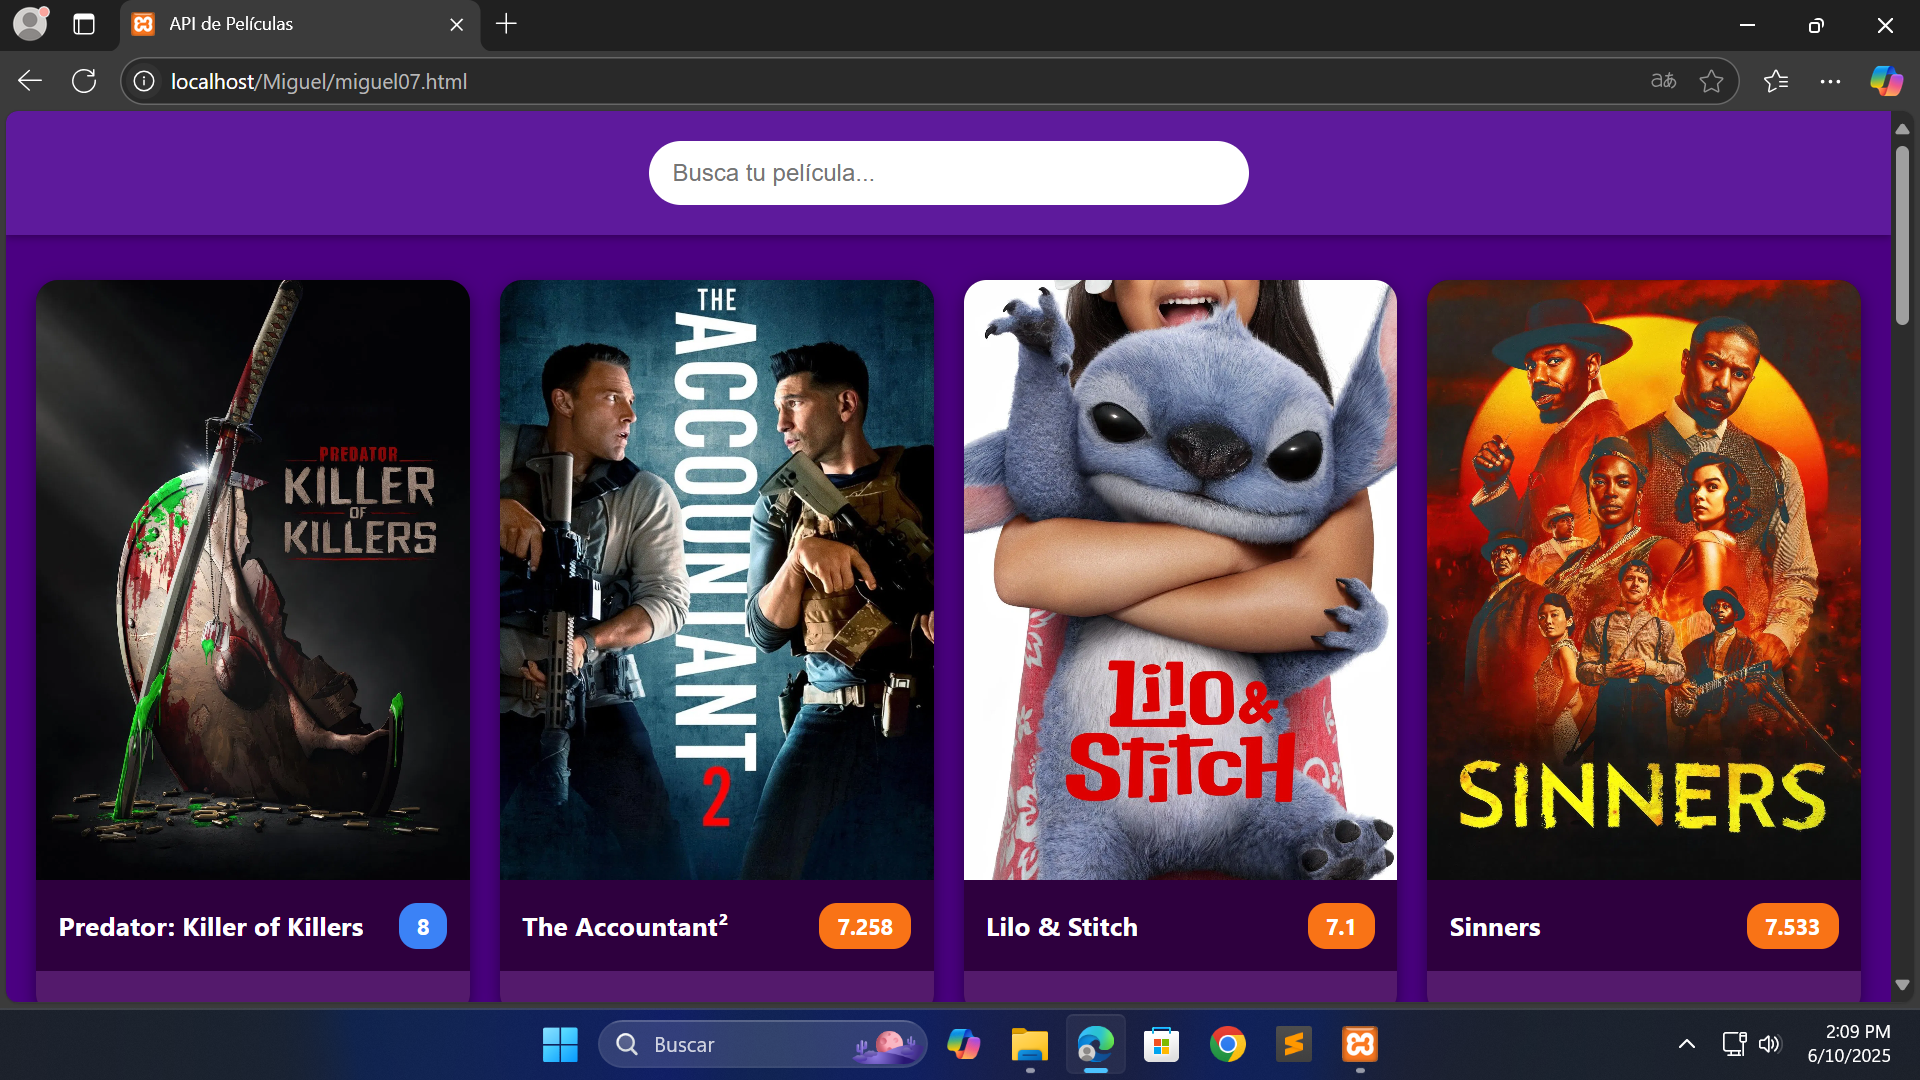 API de Películas
localhost/Miguel/miguel07.html
aあ
Busca tu película...
PREDATOR
KILLER
OF
KILLERS
THE
ACCOUNTANT
2
LiLO &
StitcH
SINNERS
Predator: Killer of Killers
8
The Accountant²
7.258
Lilo & Stitch
7.1
Sinners
7.533
Buscar
2:09 PM
6/10/2025